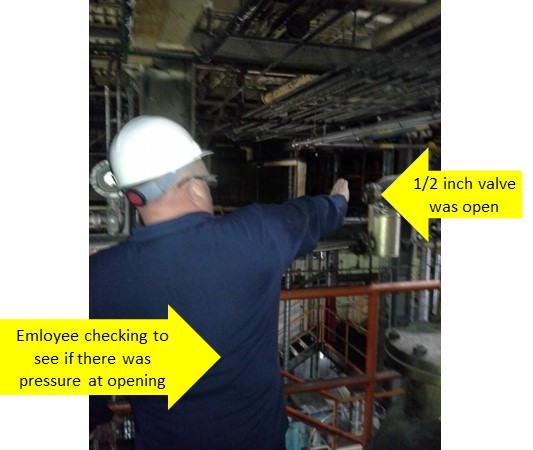 1/2 inch valve
was open
Emloyee checking to
see if there was
pressure at opening